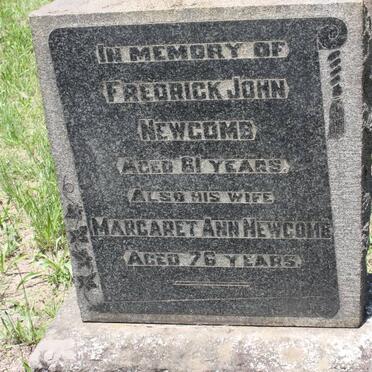 In Memory of
Fredrick John
Newcomb
Aged 81 Years.
Also his wife
Margaret Ann Newcomb
Aged 76 Years.